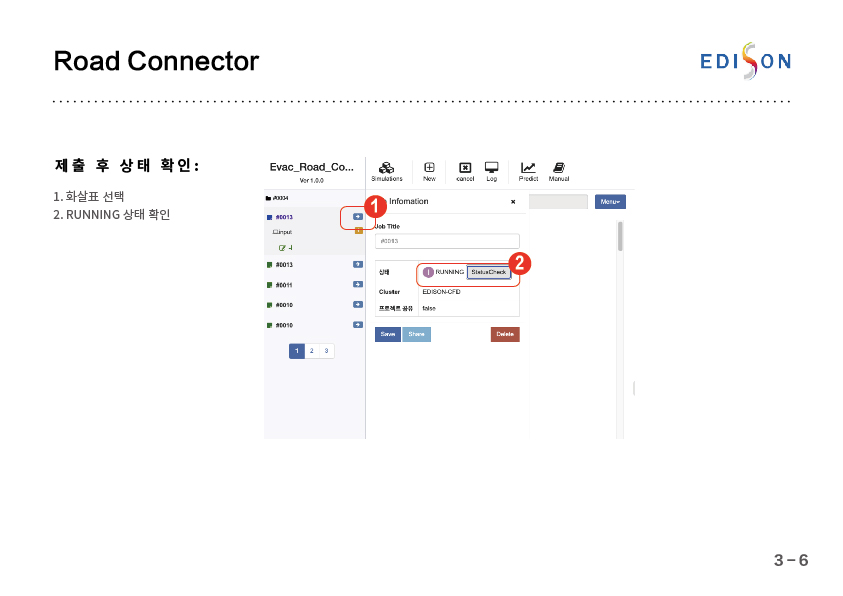 Road Connector
EDISON
제출 후 상태 확인:
1. 화살표 선택
2. RUNNING 상태 확인
Evac_Road_Co...
Ver 1.0.0
Simulations
New
cancel
Log
Predict
Manual
#0004
#0013
input
-I
#0013
#0011
#0010
#0010
1 2 3
1
Infomation
×
Menu
Job Title
#0013
2
상태
I RUNNING StatusCheck
Cluster EDISON-CFD
프로젝트 공유 false
Save Share Delete
3–6